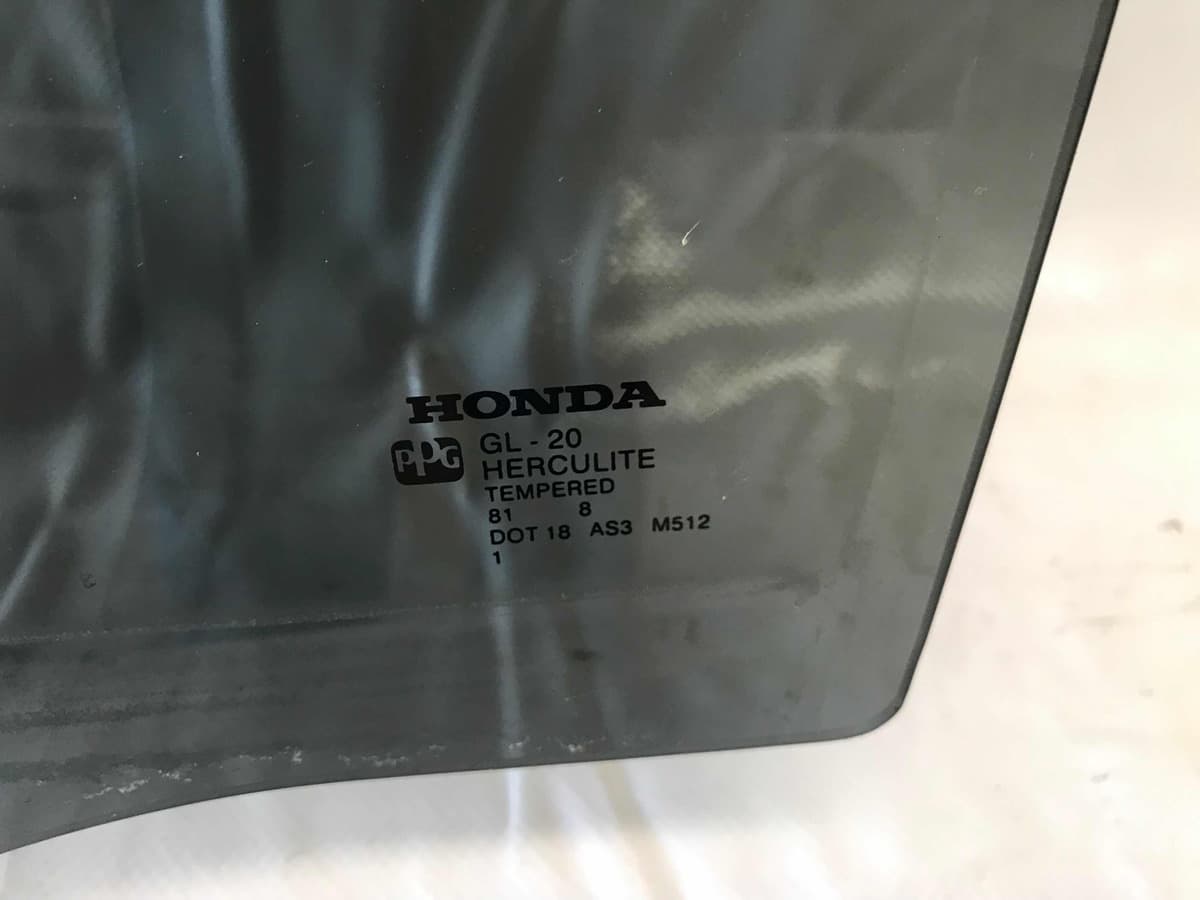 HONDA
PPG
GL - 20
HERCULITE
TEMPERED
81 8
DOT 18 AS3 M512
1